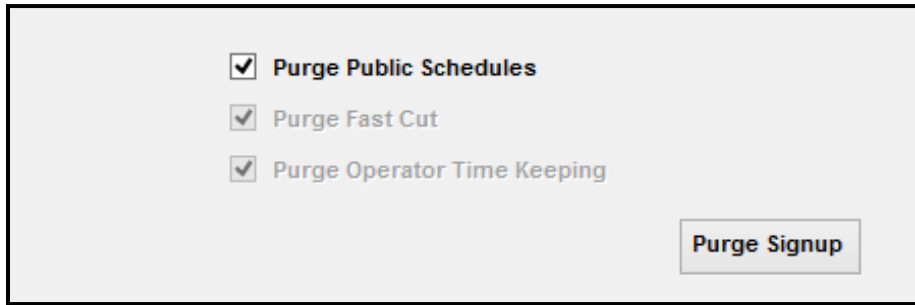 Purge Public Schedules
Purge Fast Cut
Purge Operator Time Keeping
Purge Signup